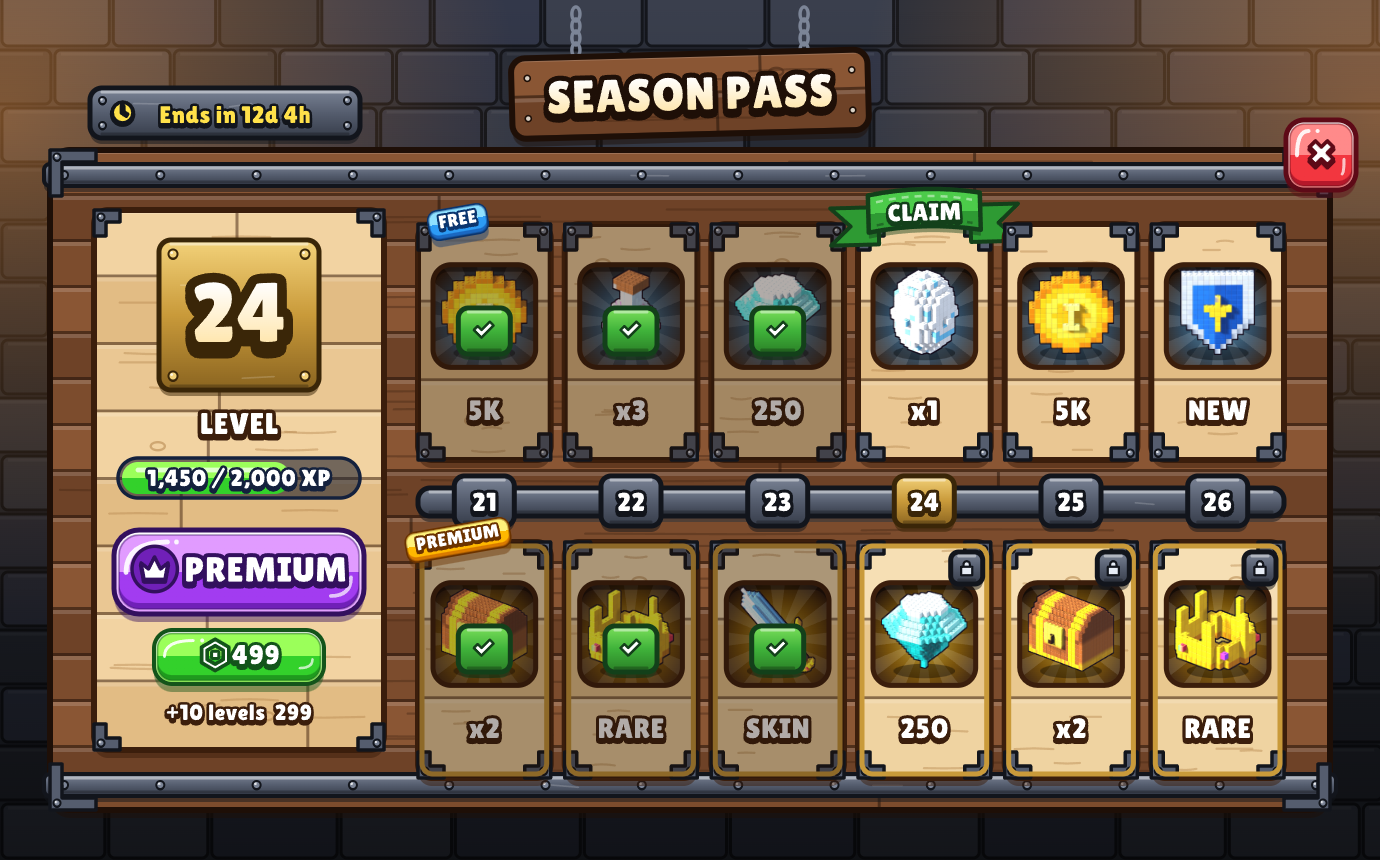 SEASON PASS
Ends in 12d 4h
24
LEVEL
1,450 / 2,000 XP
PREMIUM
499
+10 levels 299
FREE
CLAIM
5K
x3
250
x1
5K
NEW
21
22
23
24
25
26
PREMIUM
x2
RARE
SKIN
250
x2
RARE